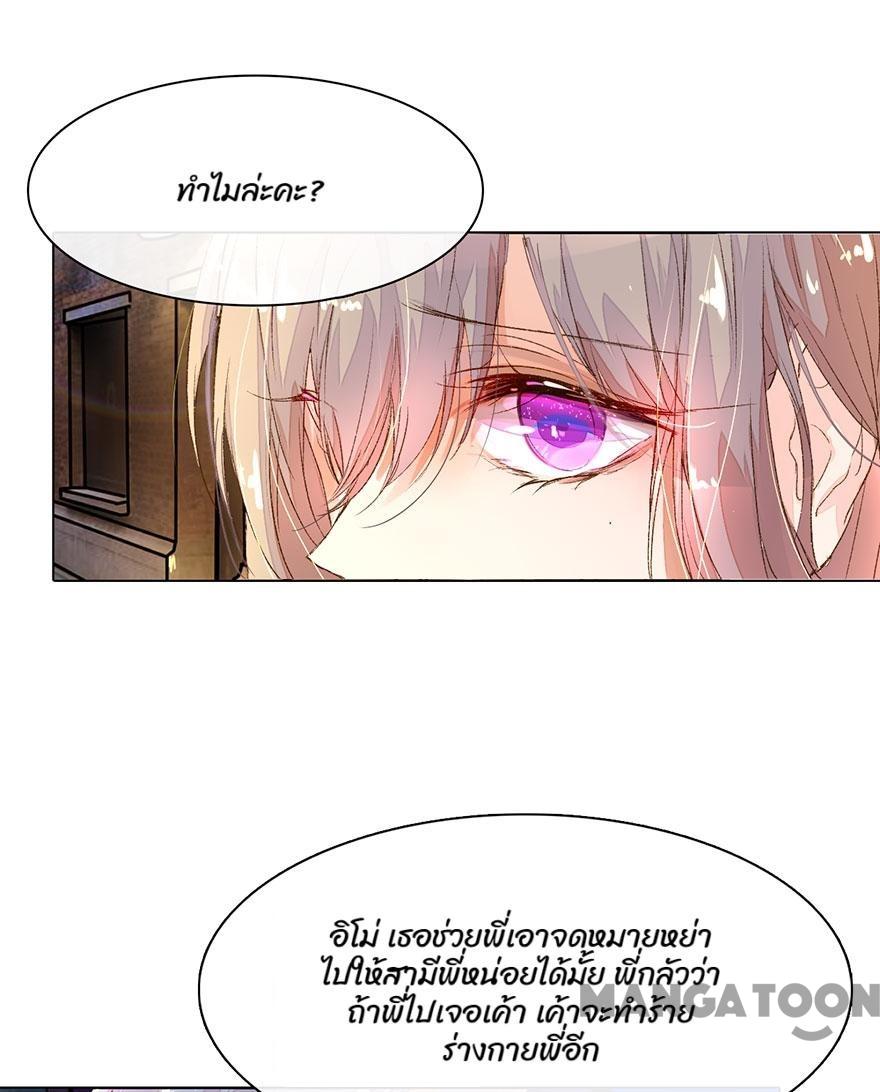 ทำไมล่ะคะ?
อิโม่ เธอช่วยพี่เอาจดหมายหย่า
ไปให้สามีพี่หน่อยได้มั้ย พี่กลัวว่า
ถ้าพี่ไปเจอเค้า เค้าจะทำร้าย
ร่างกายพี่อีก
MANGATOON